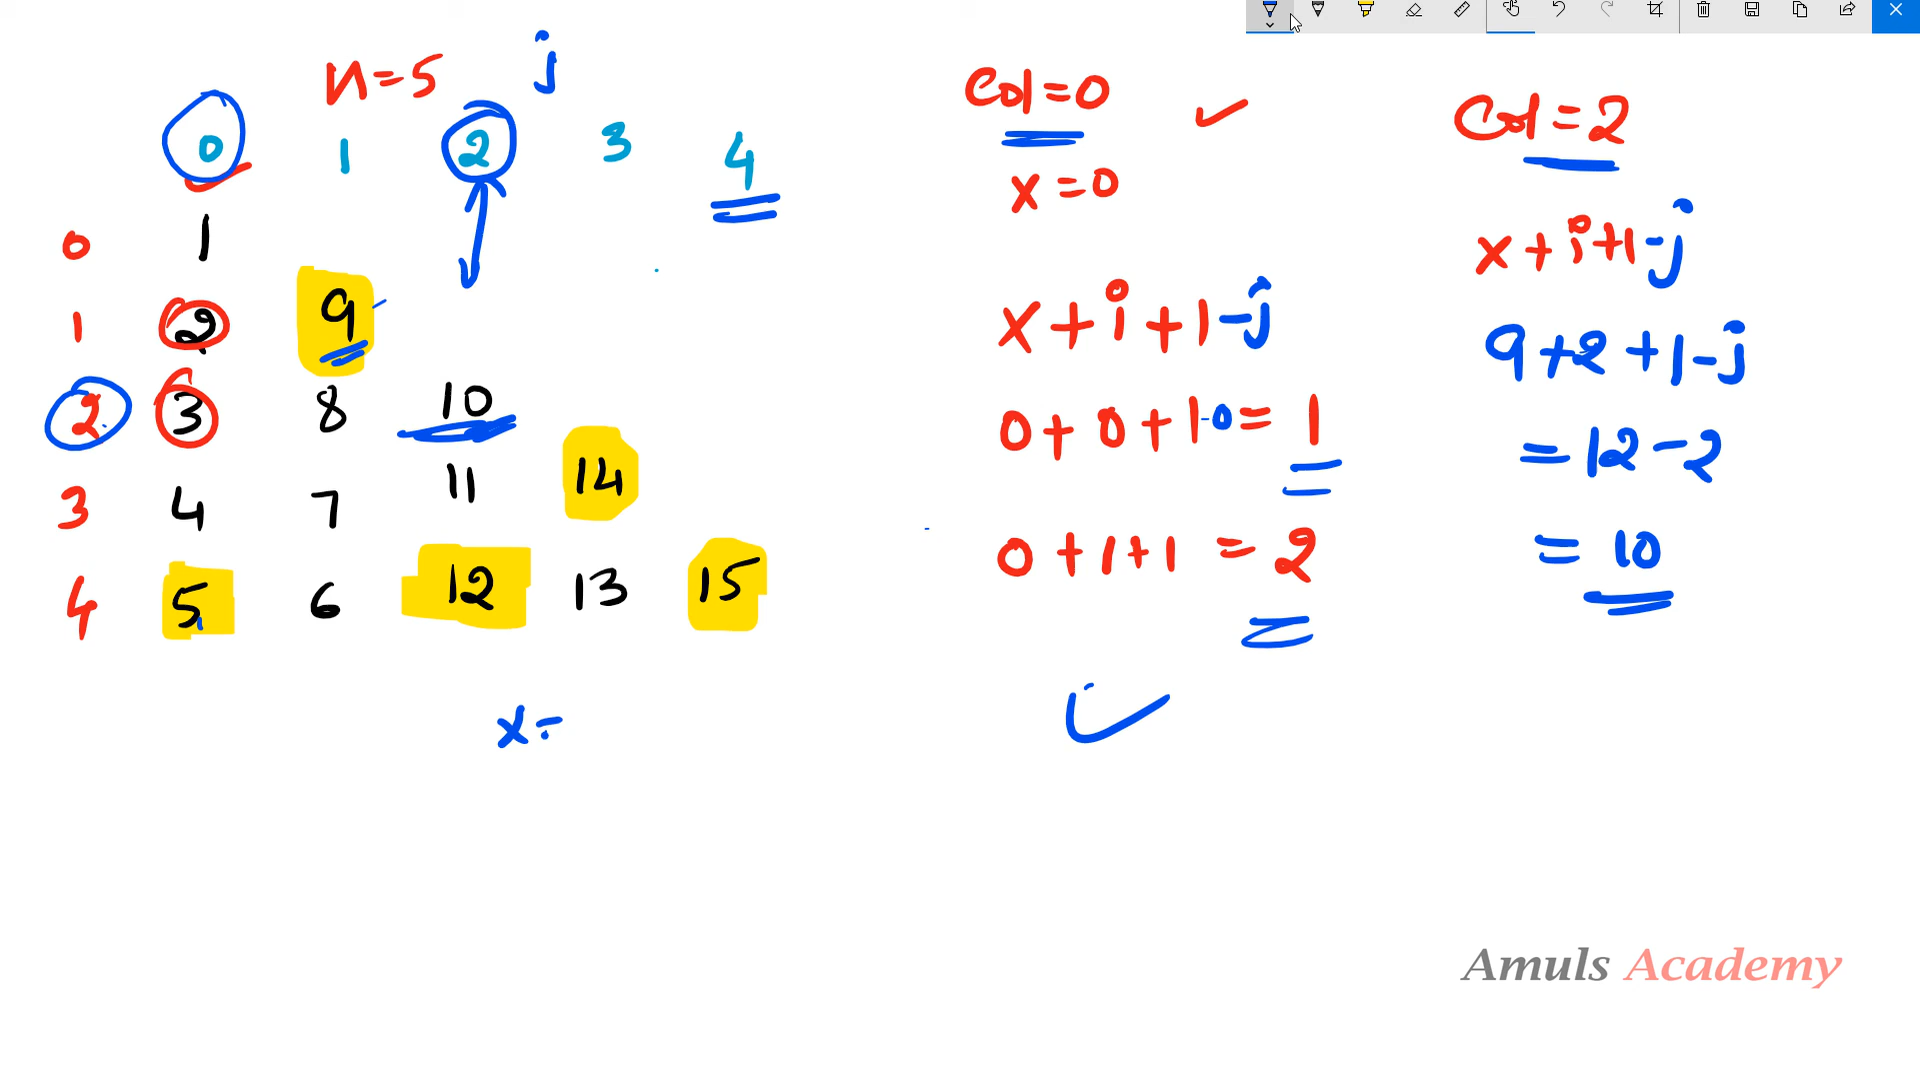 n=5 j
0 1 2 3 4
0 1
1 2 9
2 3 8 10
3 4 7 11 14
4 5 6 12 13 15
x=
Col=0
x=0
x+i+1-j
0+0+1-0=1
0+1+1=2
Col=2
x+i+1-j
9+2+1-j
=12-2
=10
Amuls Academy